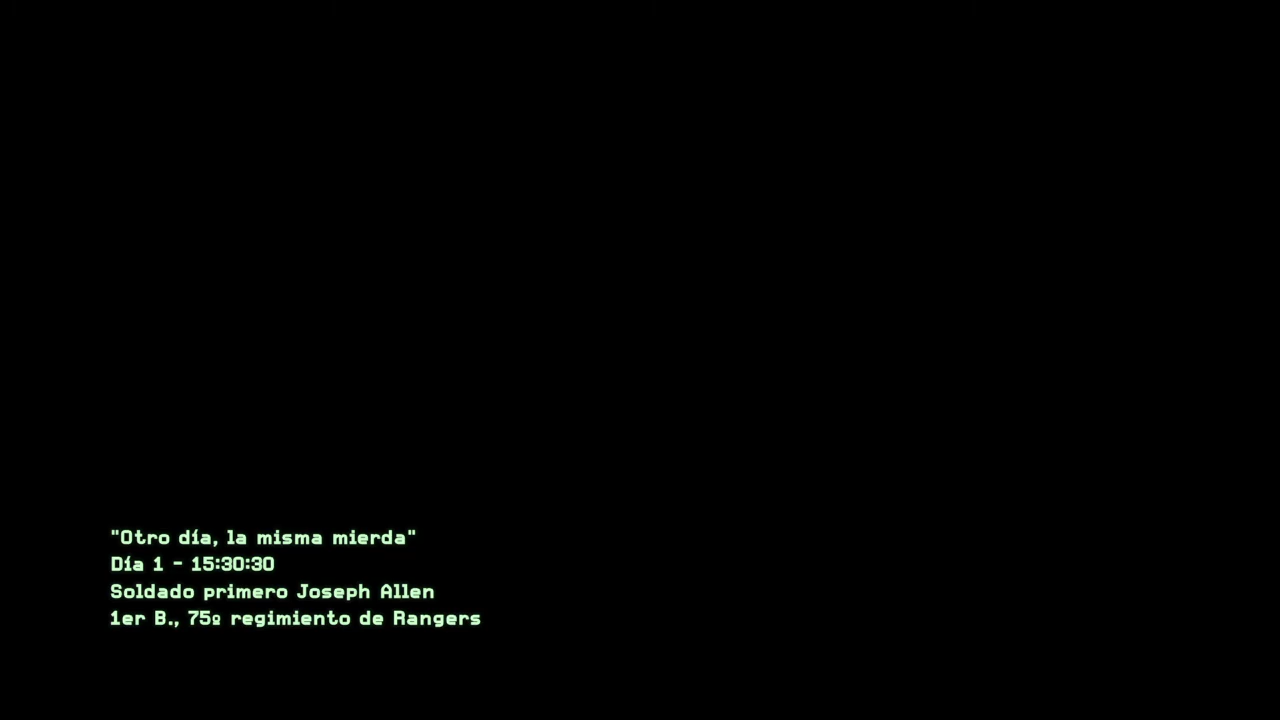 "Otro día, la misma mierda"
Día 1 - 15:30:30
Soldado primero Joseph Allen
1er B., 75º regimiento de Rangers